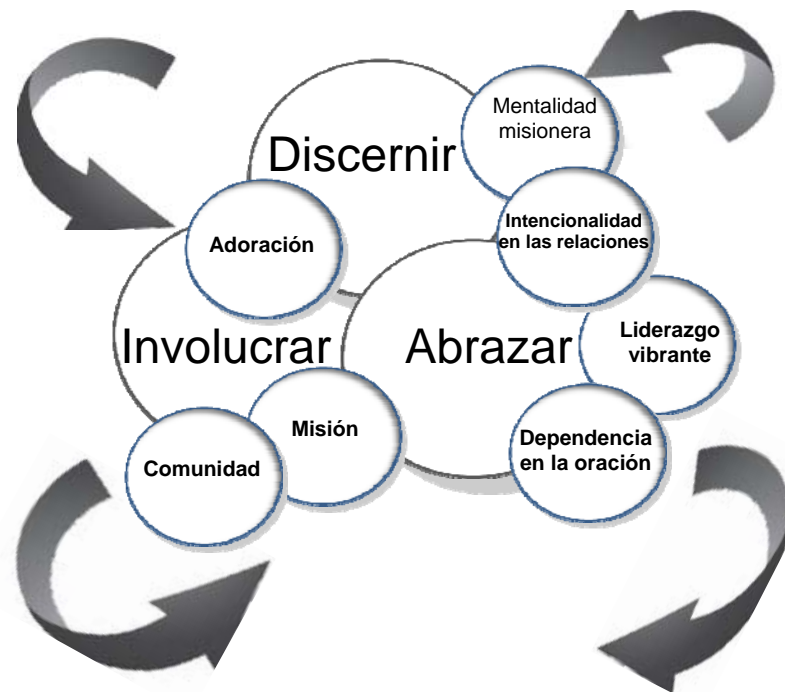 Mentalidad
misionera
Discernir
Intencionalidad
en las relaciones
Adoración
Involucrar
Abrazar
Liderazgo
vibrante
Misión
Dependencia
en la oración
Comunidad